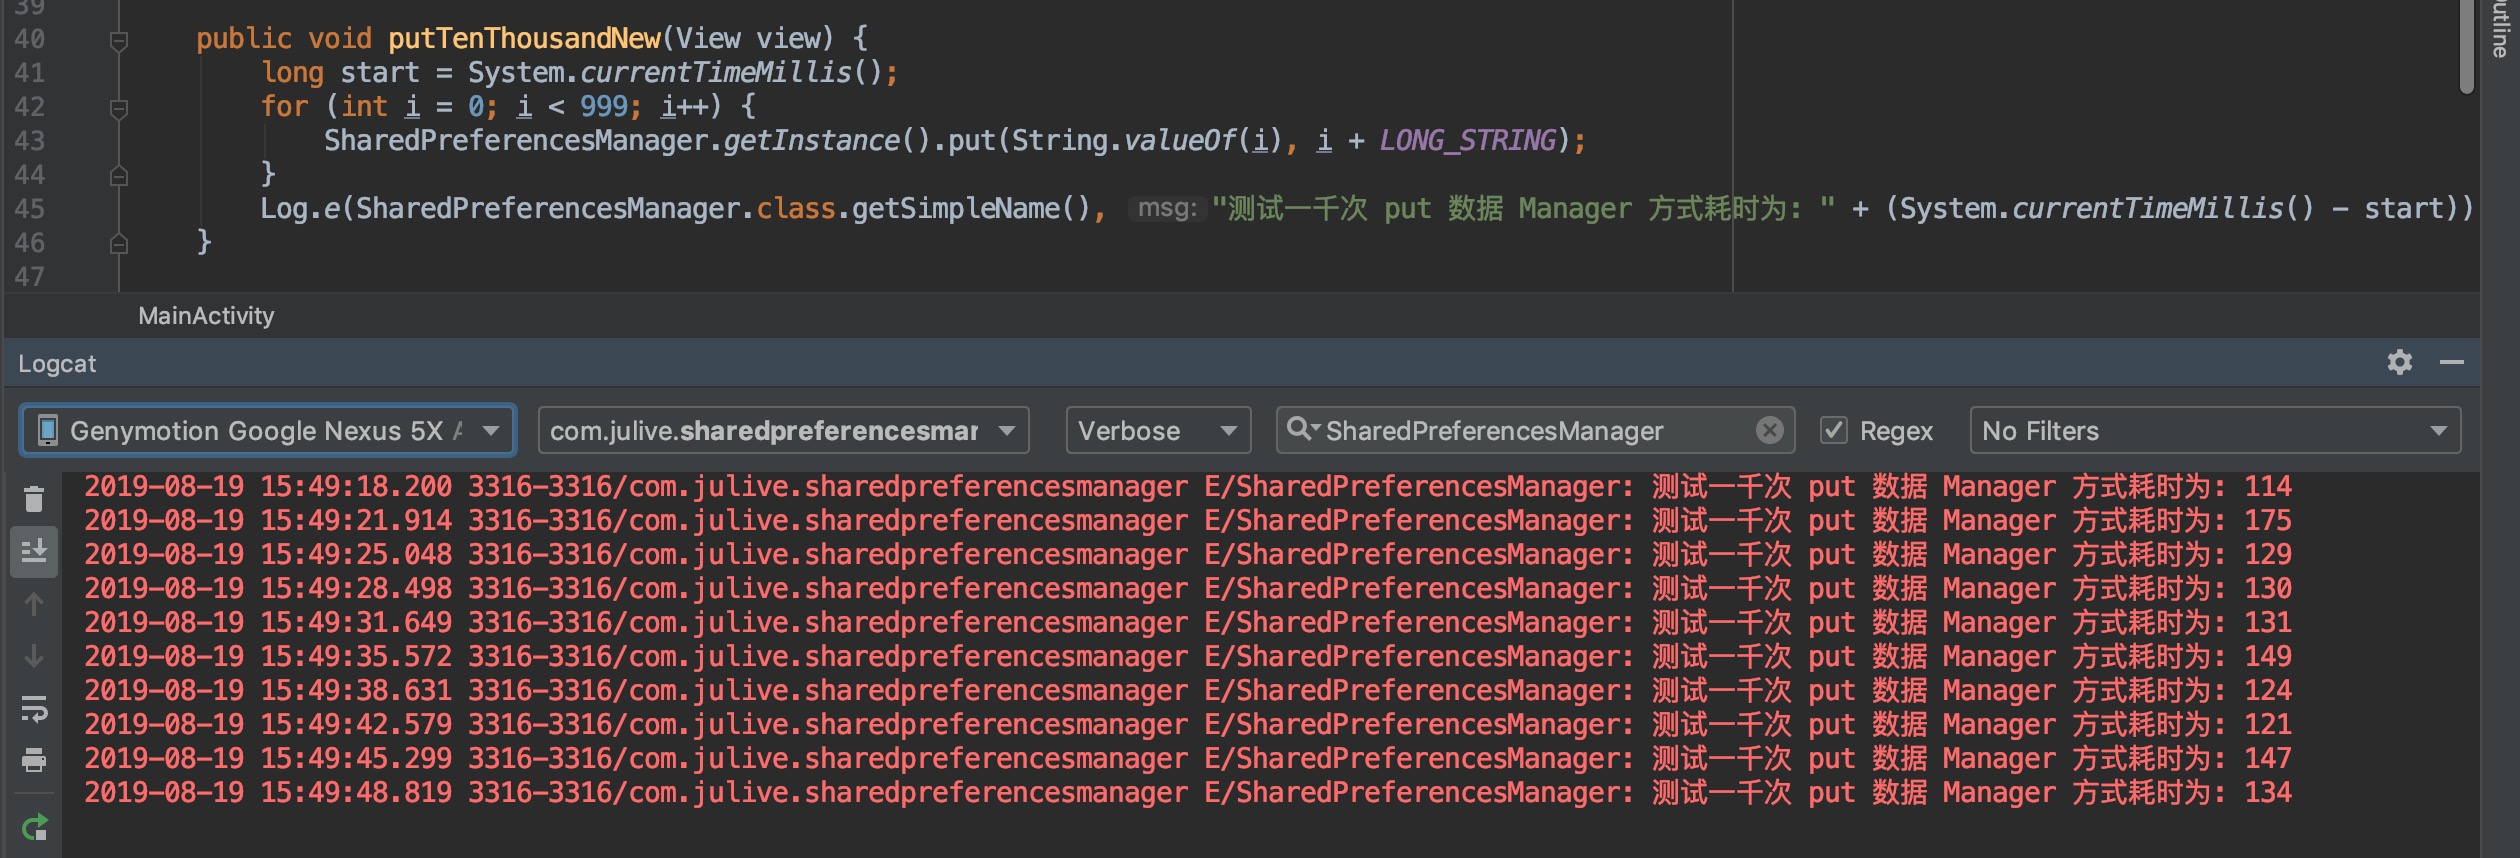 39
40 public void putTenThousandNew(View view) {
41 long start = System.currentTimeMillis();
42 for (int i = 0; i < 999; i++) {
43 SharedPreferencesManager.getInstance().put(String.valueOf(i), i + LONG_STRING);
44 }
45 Log.e(SharedPreferencesManager.class.getSimpleName(), msg: "测试一千次 put 数据 Manager 方式耗时为: " + (System.currentTimeMillis() - start))
46 }
47
MainActivity
Logcat
Genymotion Google Nexus 5X com.julive.sharedpreferencesmar Verbose SharedPreferencesManager Regex No Filters
2019-08-19 15:49:18.200 3316-3316/com.julive.sharedpreferencesmanager E/SharedPreferencesManager: 测试一千次 put 数据 Manager 方式耗时为: 114
2019-08-19 15:49:21.914 3316-3316/com.julive.sharedpreferencesmanager E/SharedPreferencesManager: 测试一千次 put 数据 Manager 方式耗时为: 175
2019-08-19 15:49:25.048 3316-3316/com.julive.sharedpreferencesmanager E/SharedPreferencesManager: 测试一千次 put 数据 Manager 方式耗时为: 129
2019-08-19 15:49:28.498 3316-3316/com.julive.sharedpreferencesmanager E/SharedPreferencesManager: 测试一千次 put 数据 Manager 方式耗时为: 130
2019-08-19 15:49:31.649 3316-3316/com.julive.sharedpreferencesmanager E/SharedPreferencesManager: 测试一千次 put 数据 Manager 方式耗时为: 131
2019-08-19 15:49:35.572 3316-3316/com.julive.sharedpreferencesmanager E/SharedPreferencesManager: 测试一千次 put 数据 Manager 方式耗时为: 149
2019-08-19 15:49:38.631 3316-3316/com.julive.sharedpreferencesmanager E/SharedPreferencesManager: 测试一千次 put 数据 Manager 方式耗时为: 124
2019-08-19 15:49:42.579 3316-3316/com.julive.sharedpreferencesmanager E/SharedPreferencesManager: 测试一千次 put 数据 Manager 方式耗时为: 121
2019-08-19 15:49:45.299 3316-3316/com.julive.sharedpreferencesmanager E/SharedPreferencesManager: 测试一千次 put 数据 Manager 方式耗时为: 147
2019-08-19 15:49:48.819 3316-3316/com.julive.sharedpreferencesmanager E/SharedPreferencesManager: 测试一千次 put 数据 Manager 方式耗时为: 134
utline